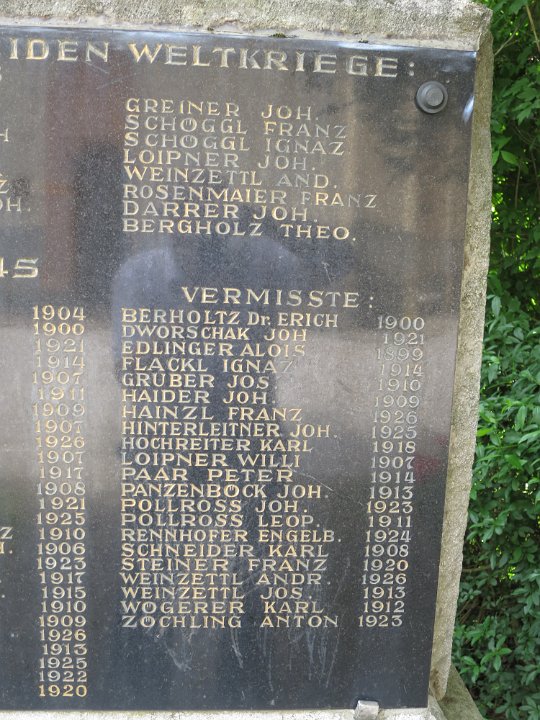 IDEN WELTKRIEGE:
GREINER JOH.
SCHÖGGL FRANZ
SCHÖGGL IGNAZ
LOIPNER JOH.
WEINZETTL AND.
ROSENMAIER FRANZ
DARRER JOH.
BERGHOLZ THEO.
45
1904
1900
1921
1914
1907
1911
1909
1907
1926
1907
1917
1908
1921
1925
1910
1906
1923
1917
1915
1910
1909
1926
1913
1925
1922
1920
VERMISSTE:
BERHOLTZ Dr. ERICH 1900
DWORSCHAK JOH 1921
EDLINGER ALOIS 1899
FLACKL IGNAZ 1914
GRUBER JOS. 1910
HAIDER JOH. 1909
HAINZL FRANZ 1926
HINTERLEITNER JOH. 1925
HOCHREITER KARL 1918
LOIPNER WILLI 1907
PAAR PETER 1914
PANZENBÖCK JOH. 1913
POLLROSS JOH. 1923
POLLROSS LEOP. 1911
RENNHOFER ENGELB. 1924
SCHNEIDER KARL 1908
STEINER FRANZ 1920
WEINZETTL ANDR. 1926
WEINZETTL JOS. 1913
WÖGERER KARL 1912
ZÖCHLING ANTON 1923